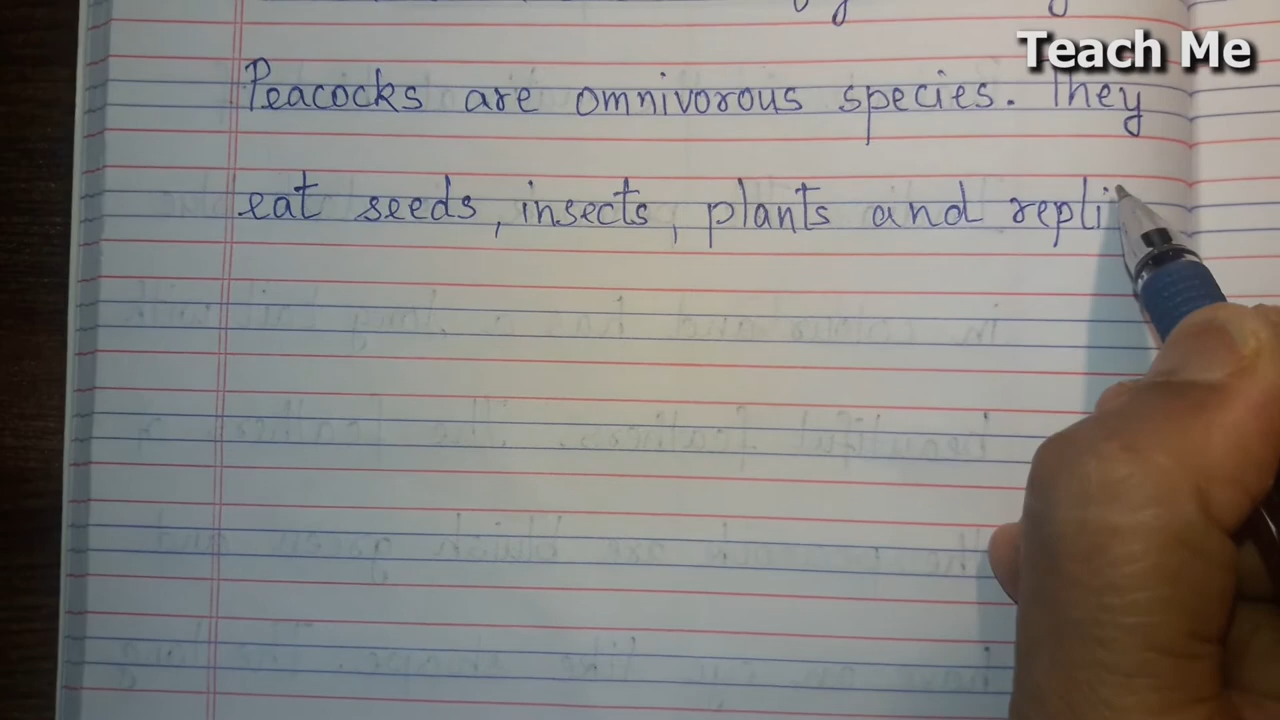 Teach Me
Peacocks are omnivorous species. They
eat seeds, insects, plants and repli